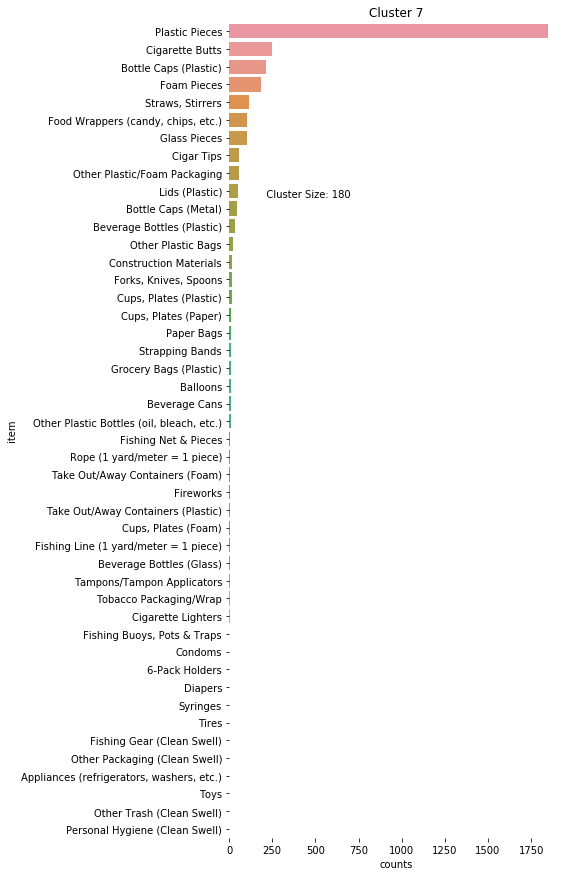 Cluster 7
Plastic Pieces
Cigarette Butts
Bottle Caps (Plastic)
Foam Pieces
Straws, Stirrers
Food Wrappers (candy, chips, etc.)
Glass Pieces
Cigar Tips
Other Plastic/Foam Packaging
Lids (Plastic)
Cluster Size: 180
Bottle Caps (Metal)
Beverage Bottles (Plastic)
Other Plastic Bags
Construction Materials
Forks, Knives, Spoons
Cups, Plates (Plastic)
Cups, Plates (Paper)
Paper Bags
Strapping Bands
Grocery Bags (Plastic)
Balloons
Beverage Cans
Other Plastic Bottles (oil, bleach, etc.)
item
Fishing Net & Pieces
Rope (1 yard/meter = 1 piece)
Take Out/Away Containers (Foam)
Fireworks
Take Out/Away Containers (Plastic)
Cups, Plates (Foam)
Fishing Line (1 yard/meter = 1 piece)
Beverage Bottles (Glass)
Tampons/Tampon Applicators
Tobacco Packaging/Wrap
Cigarette Lighters
Fishing Buoys, Pots & Traps
Condoms
6-Pack Holders
Diapers
Syringes
Tires
Fishing Gear (Clean Swell)
Other Packaging (Clean Swell)
Appliances (refrigerators, washers, etc.)
Toys
Other Trash (Clean Swell)
Personal Hygiene (Clean Swell)
0 250 500 750 1000 1250 1500 1750
counts